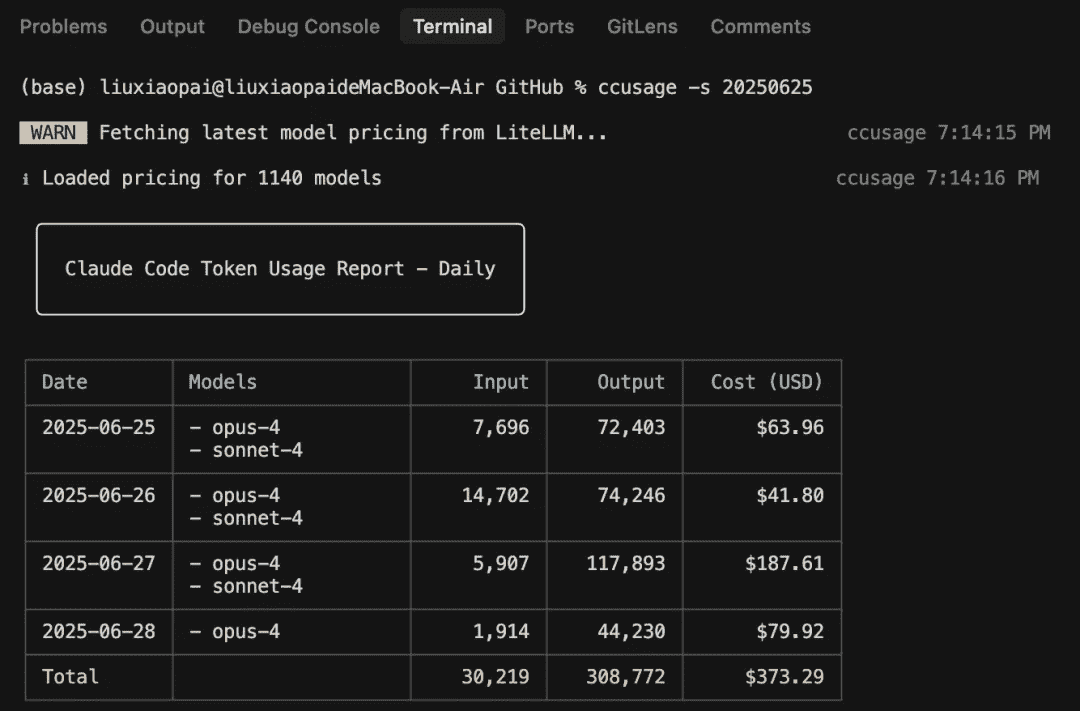 Problems Output Debug Console Terminal Ports GitLens Comments
(base) liuxiaopai@liuxiaopaideMacBook-Air GitHub % ccusage -s 20250625
WARN Fetching latest model pricing from LiteLLM... ccusage 7:14:15 PM
ℹ Loaded pricing for 1140 models ccusage 7:14:16 PM
Claude Code Token Usage Report - Daily
Date Models Input Output Cost (USD)
2025-06-25 - opus-4 7,696 72,403 $63.96
- sonnet-4
2025-06-26 - opus-4 14,702 74,246 $41.80
- sonnet-4
2025-06-27 - opus-4 5,907 117,893 $187.61
- sonnet-4
2025-06-28 - opus-4 1,914 44,230 $79.92
Total 30,219 308,772 $373.29